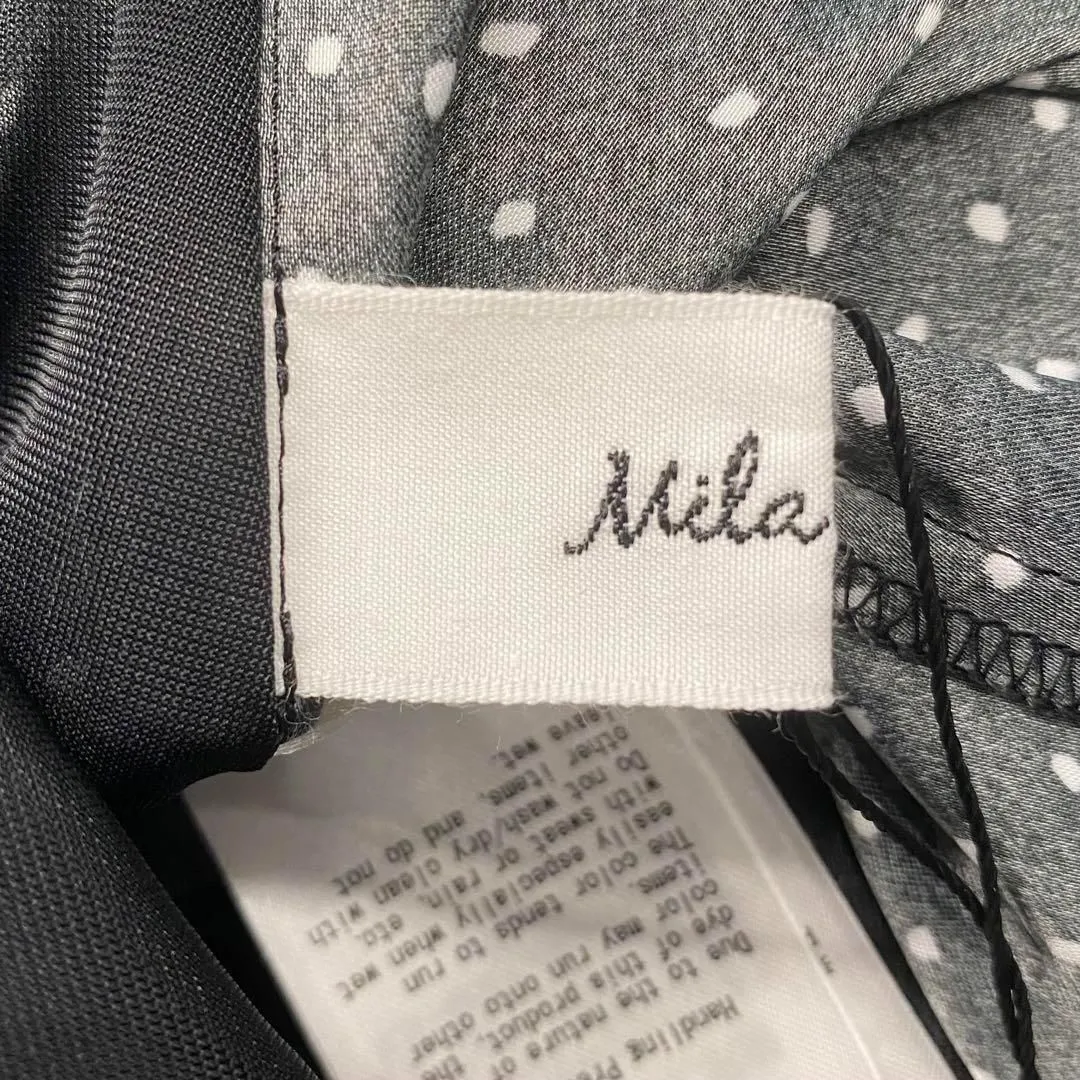 Mila
Handling Pre
Due to the nature of the
dye of this product,
color may run onto other
items.
The color tends to run
easily especially when wet
with sweat or rain, etc.
Do not wash/dry clean with
other items, and do not
leave wet.